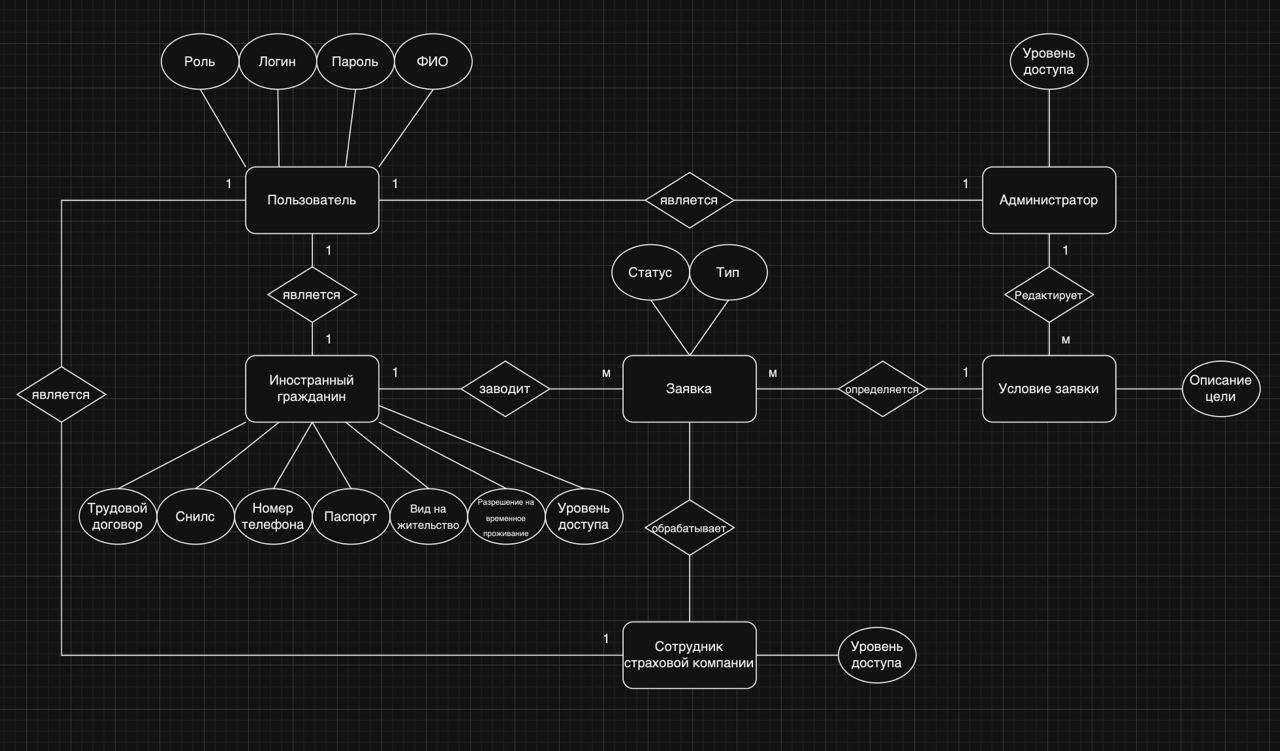 Роль
Логин
Пароль
ФИО
Уровень
доступа
1
Пользователь
1
является
1
Администратор
1
является
1
Статус
Тип
1
Редактирует
м
является
Иностранный
гражданин
1
заводит
м
Заявка
м
определяется
1
Условие заявки
Описание
цели
Трудовой
договор
Снилс
Номер
телефона
Паспорт
Вид на
жительство
Разрешение на
временное
проживание
Уровень
доступа
обрабатывает
1
Сотрудник
страховой компании
Уровень
доступа